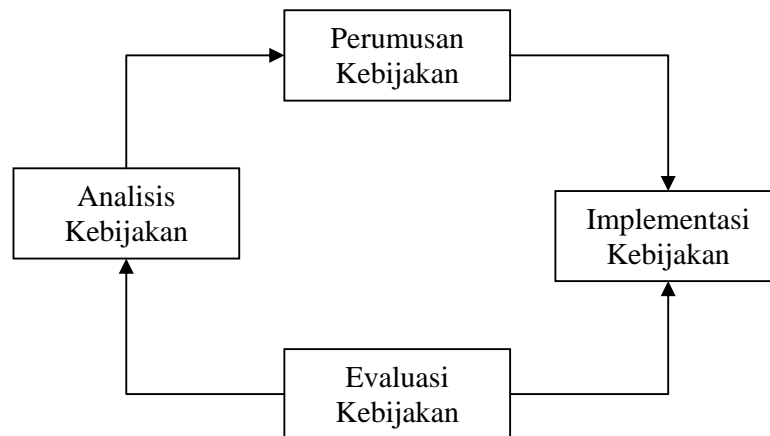 Perumusan
Kebijakan
Analisis
Kebijakan
Implementasi
Kebijakan
Evaluasi
Kebijakan